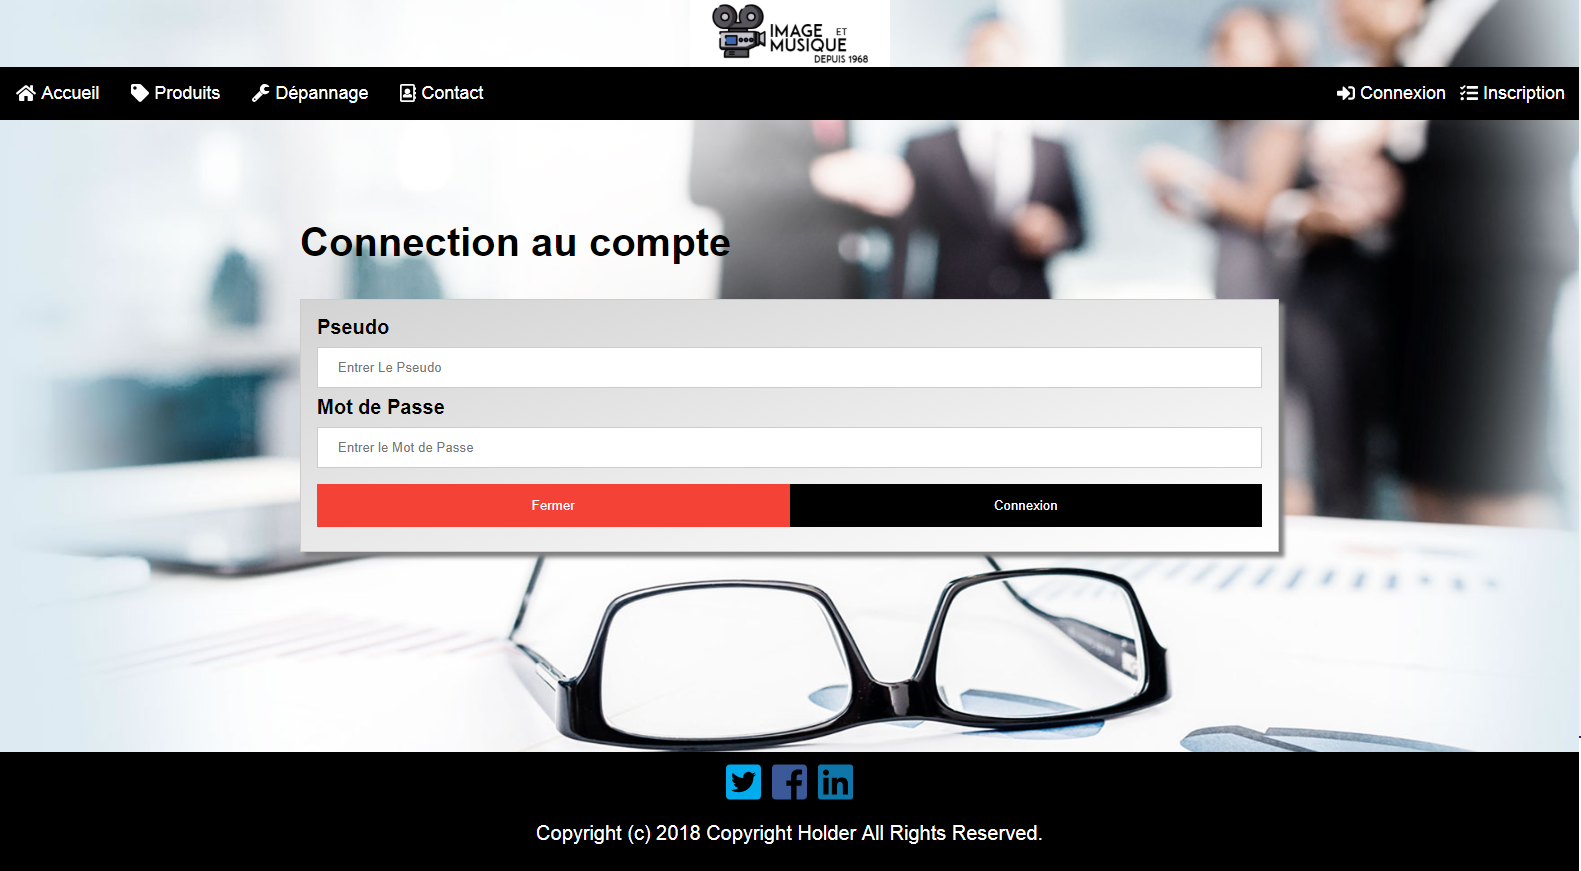 IMAGE ET
MUSIQUE
DEPUIS 1968
Accueil Produits Dépannage Contact Connexion Inscription
Connection au compte
Pseudo
Entrer Le Pseudo
Mot de Passe
Entrer le Mot de Passe
Fermer Connexion
Copyright (c) 2018 Copyright Holder All Rights Reserved.